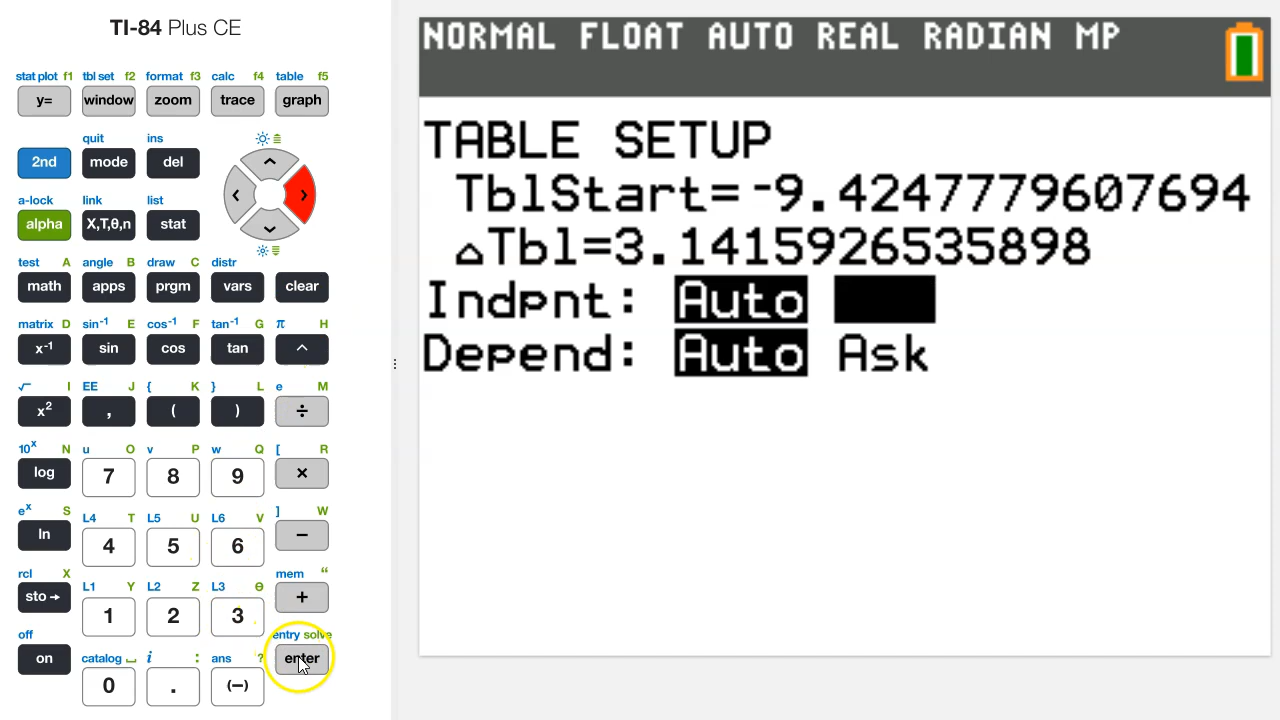 TI-84 Plus CE
stat plot f1 tbl set f2 format f3 calc f4 table f5
y= window zoom trace graph
quit ins
2nd mode del
a-lock link list
alpha X,T,θ,n stat
test A angle B draw C distr
math apps prgm vars clear
matrix D sin⁻¹ E cos⁻¹ F tan⁻¹ G π H
x⁻¹ sin cos tan ^
√ I EE J { K } L e M
x² , ( ) ÷
10ˣ N u O v P w Q [ R
log 7 8 9 ×
eˣ S L4 T L5 U L6 V ] W
ln 4 5 6 −
rcl X L1 Y L2 Z L3 θ mem “
sto → 1 2 3 +
off catalog ⎵ i : ans ? entry solve
on 0 . (−) enter
NORMAL FLOAT AUTO REAL RADIAN MP
TABLE SETUP
TblStart=-9.4247779607694
△Tbl=3.1415926535898
Indpnt: Auto
Depend: Auto Ask